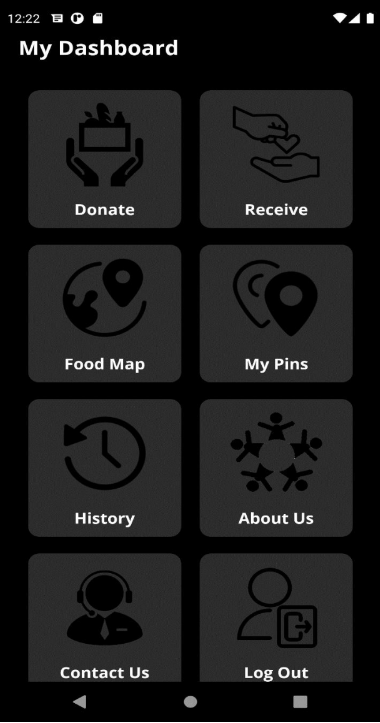 12:22
My Dashboard
Donate
Receive
Food Map
My Pins
History
About Us
Contact Us
Log Out